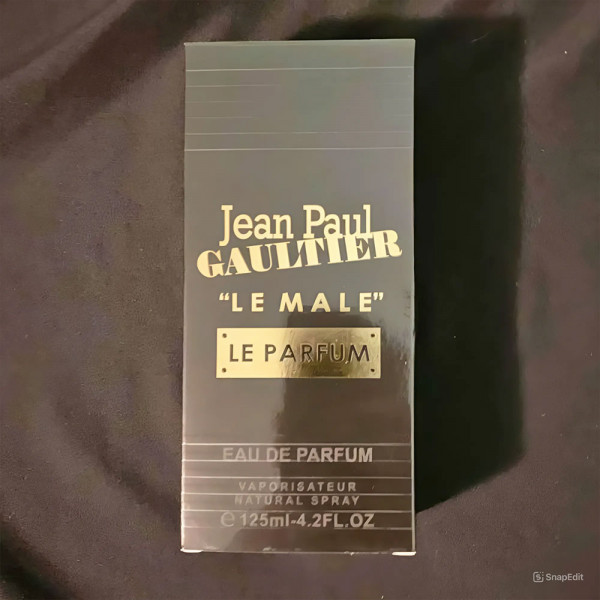 Jean Paul
GAULTIER
“LE MALE”
LE PARFUM
EAU DE PARFUM
VAPORISATEUR
NATURAL SPRAY
℮ 125ml-4.2FL.OZ
SnapEdit